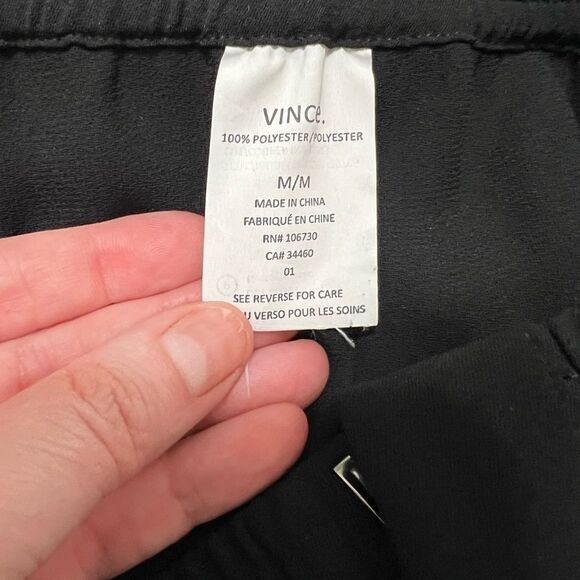 VINCe.
100% POLYESTER/POLYESTER
M/M
MADE IN CHINA
FABRIQUÉ EN CHINE
RN# 106730
CA# 34460
01
SEE REVERSE FOR CARE
U VERSO POUR LES SOINS